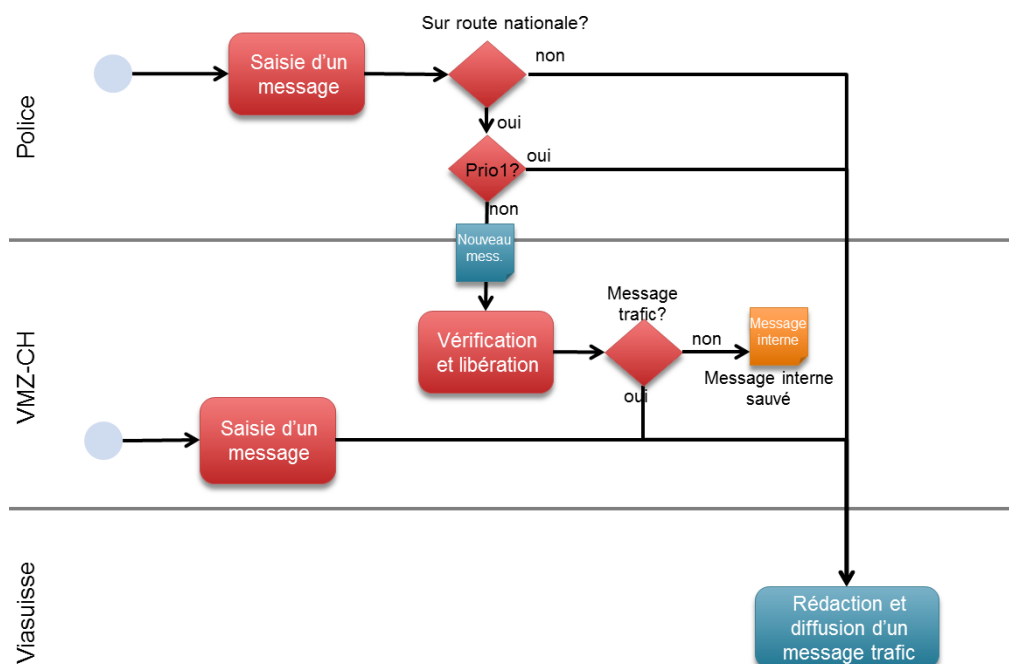 Police
Sur route nationale?
Saisie d’un
message
non
oui
Prio1?
oui
non
Nouveau
mess.
VMZ-CH
Vérification
et libération
Message
trafic?
non
oui
Message
interne
Message interne
sauvé
Saisie d’un
message
Viasuisse
Rédaction et
diffusion d’un
message trafic